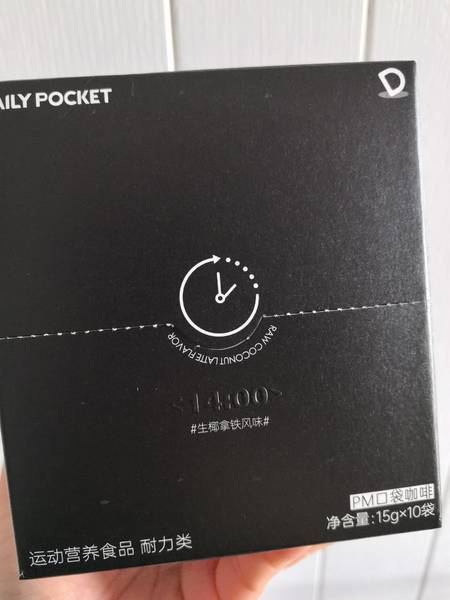 AILY POCKET
D
RAW COCONUT LATTE FLAVOR
<14:00>
#生椰拿铁风味#
PM口袋咖啡
净含量:15g×10袋
运动营养食品 耐力类